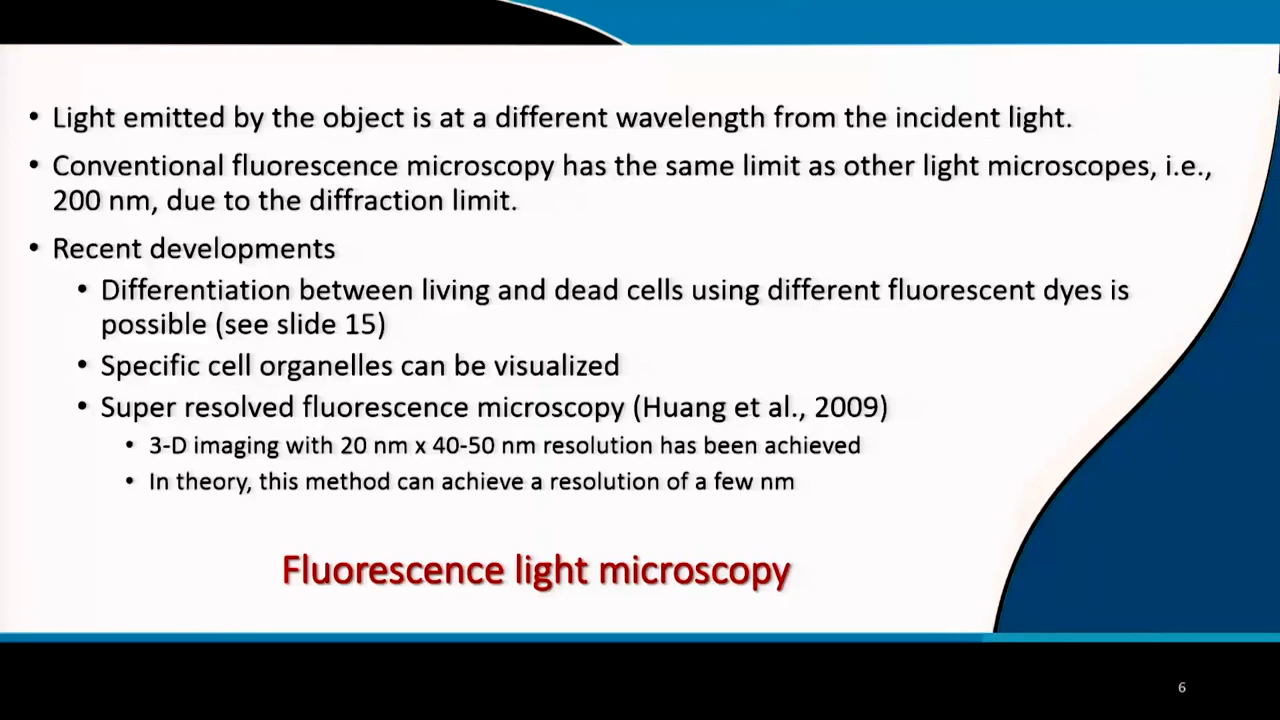 • Light emitted by the object is at a different wavelength from the incident light.
• Conventional fluorescence microscopy has the same limit as other light microscopes, i.e.,
200 nm, due to the diffraction limit.
• Recent developments
• Differentiation between living and dead cells using different fluorescent dyes is
possible (see slide 15)
• Specific cell organelles can be visualized
• Super resolved fluorescence microscopy (Huang et al., 2009)
• 3-D imaging with 20 nm x 40-50 nm resolution has been achieved
• In theory, this method can achieve a resolution of a few nm
Fluorescence light microscopy
6